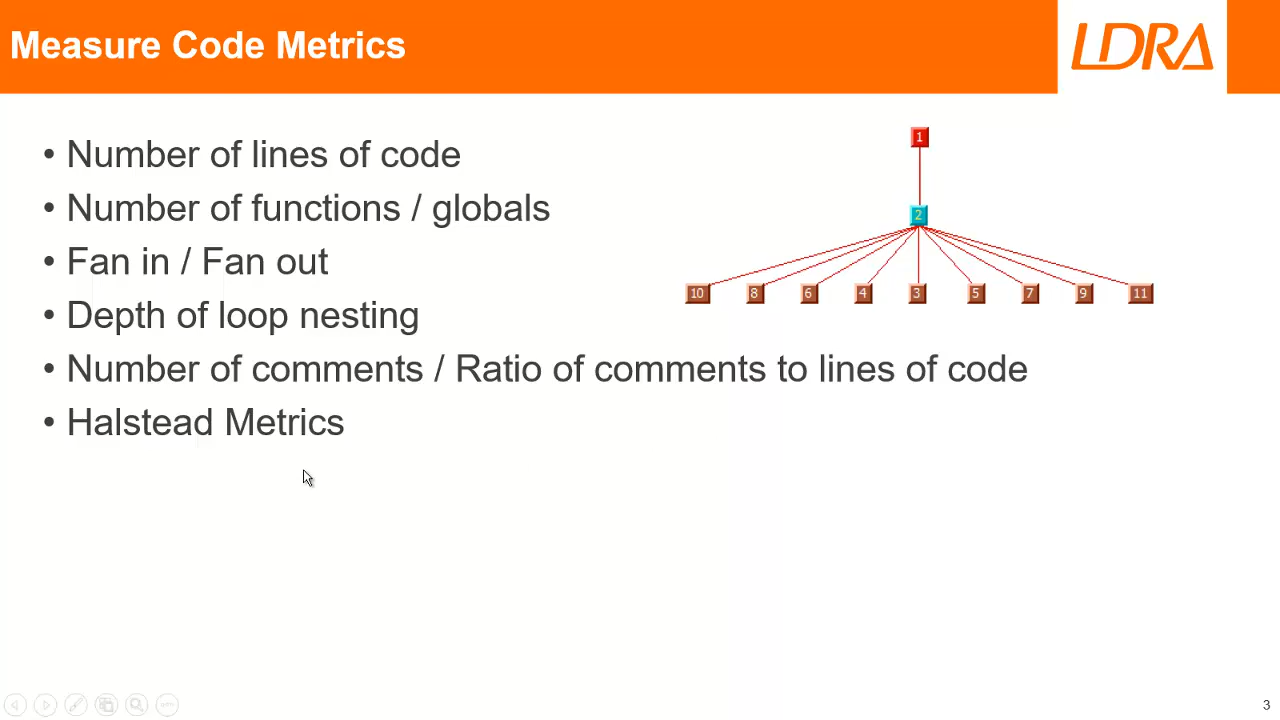 Measure Code Metrics
LDRA
• Number of lines of code
• Number of functions / globals
• Fan in / Fan out
• Depth of loop nesting
• Number of comments / Ratio of comments to lines of code
• Halstead Metrics
1
2
10 8 6 4 3 5 7 9 11
3